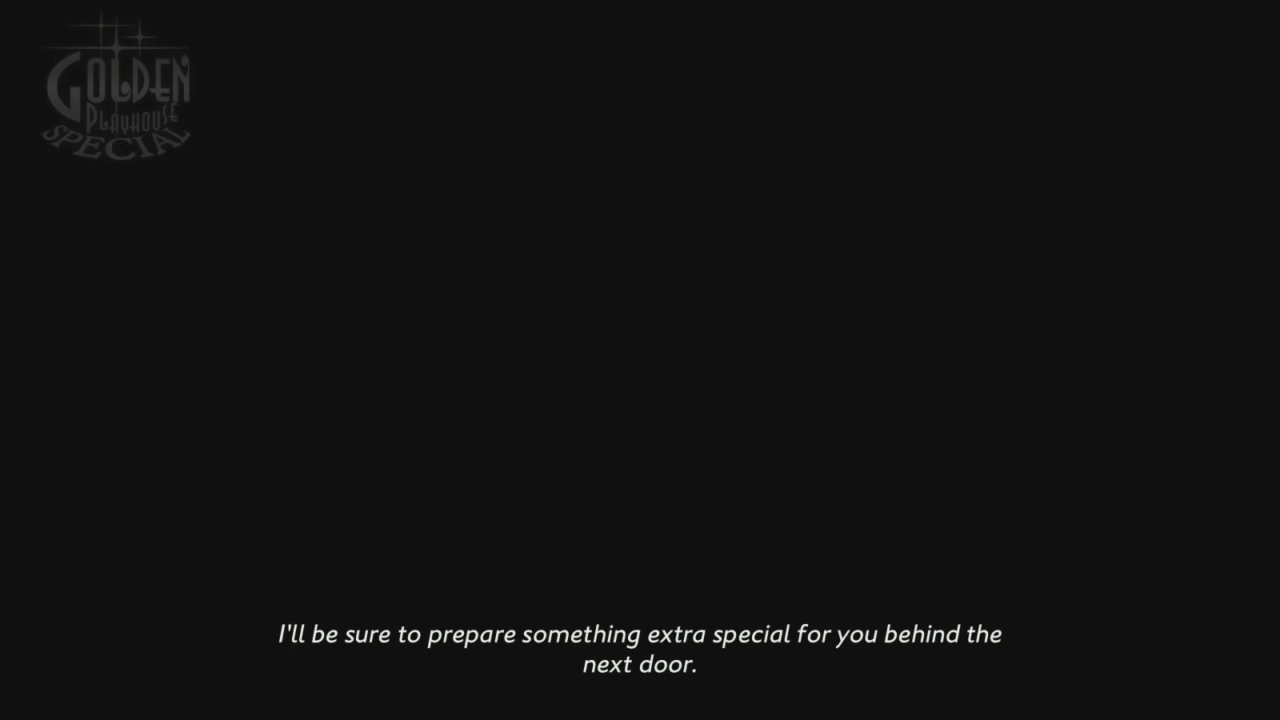 GOLDEN
PLAYHOUSE
SPECIAL
I'll be sure to prepare something extra special for you behind the
next door.